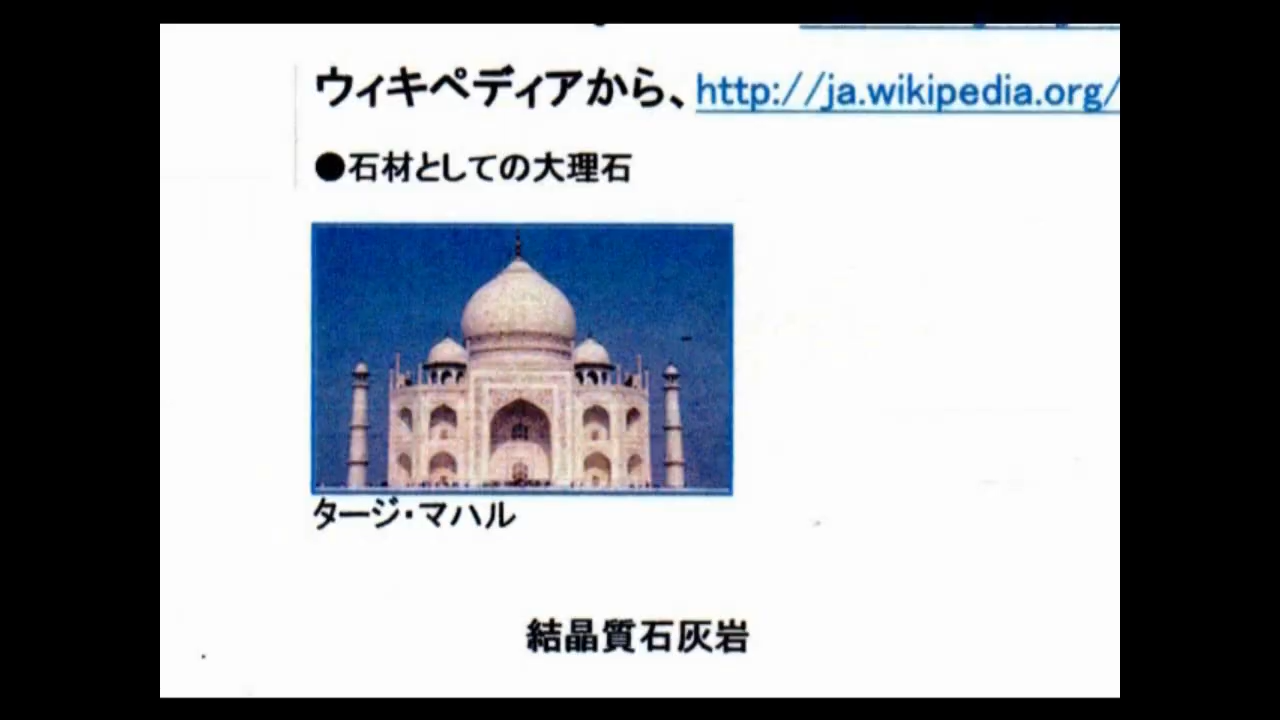 ウィキペディアから、http://ja.wikipedia.org/
●石材としての大理石
タージ・マハル
結晶質石灰岩